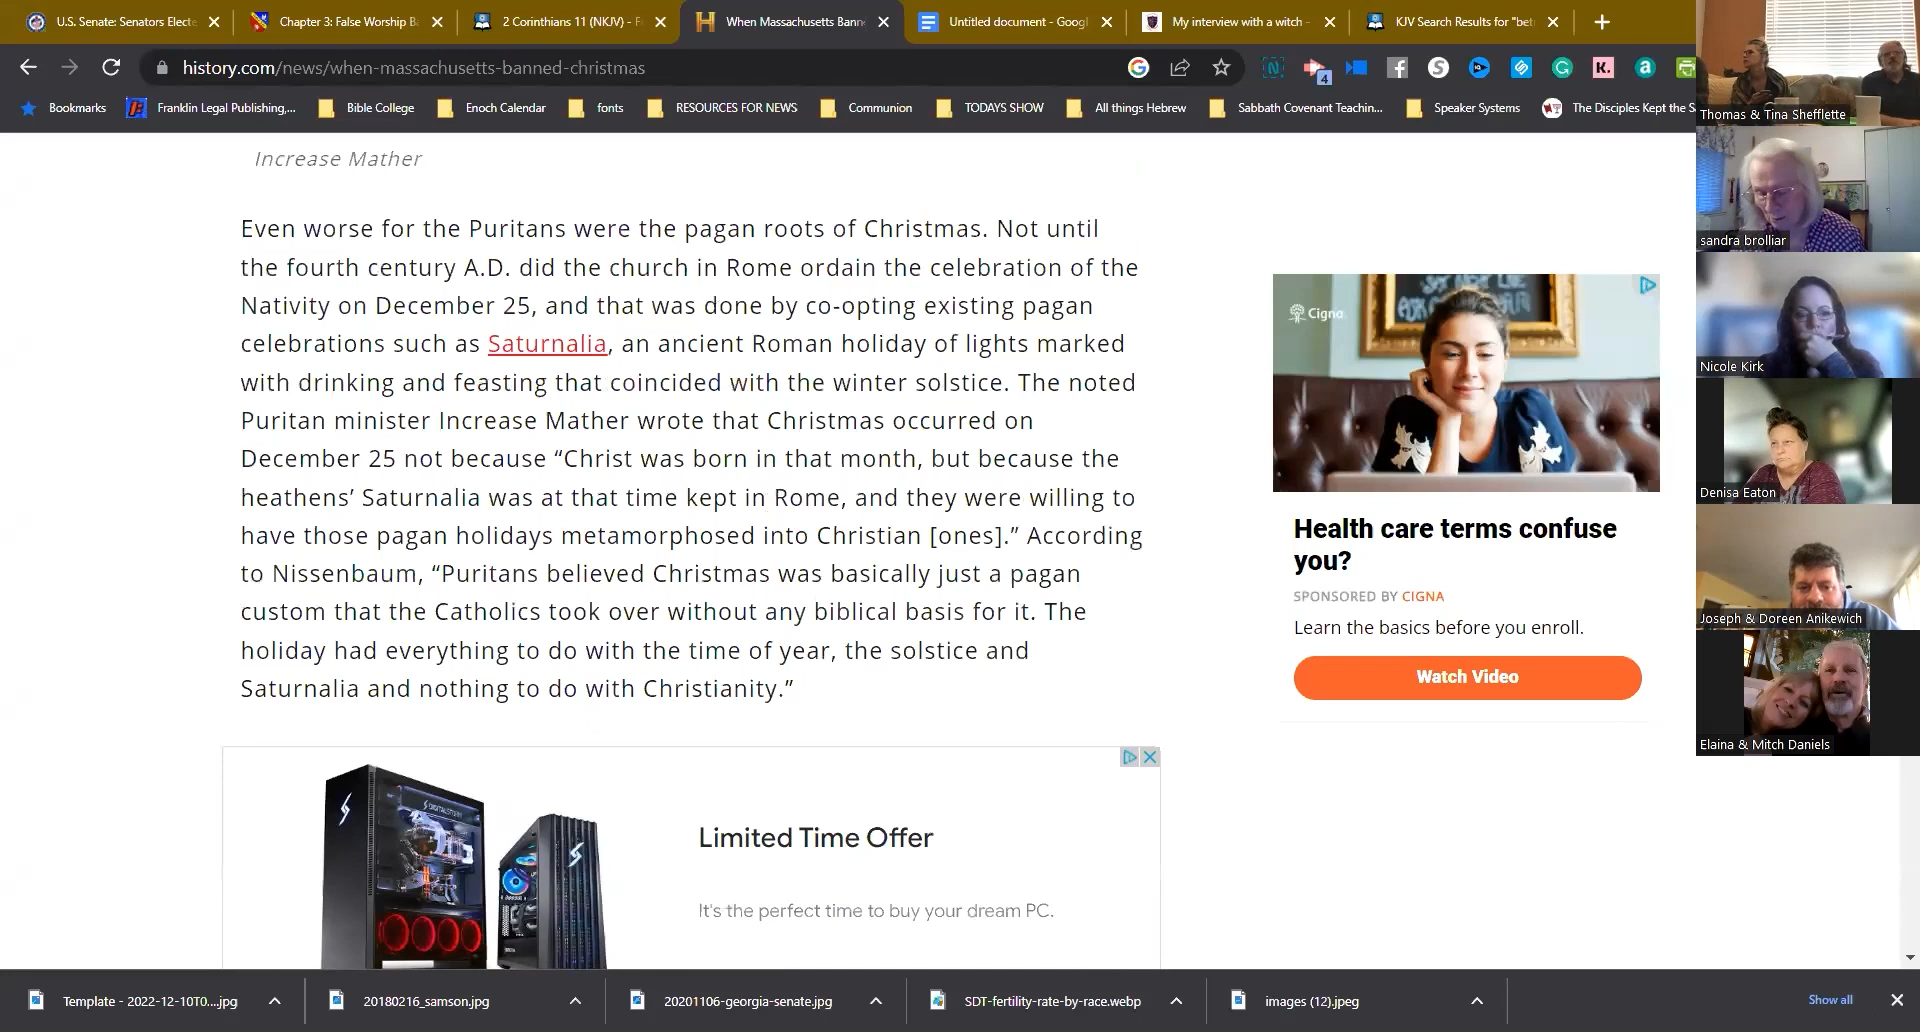 U.S. Senate: Senators Elect
Chapter 3: False Worship B
2 Corinthians 11 (NKJV) - F
When Massachusetts Bann
Untitled document - Googl
My interview with a witch -
KJV Search Results for "bet
history.com/news/when-massachusetts-banned-christmas
4
Bookmarks
Franklin Legal Publishing,...
Bible College
Enoch Calendar
fonts
RESOURCES FOR NEWS
Communion
TODAYS SHOW
All things Hebrew
Sabbath Covenant Teachin...
Speaker Systems
The Disciples Kept the S
Increase Mather
Even worse for the Puritans were the pagan roots of Christmas. Not until
the fourth century A.D. did the church in Rome ordain the celebration of the
Nativity on December 25, and that was done by co-opting existing pagan
celebrations such as Saturnalia, an ancient Roman holiday of lights marked
with drinking and feasting that coincided with the winter solstice. The noted
Puritan minister Increase Mather wrote that Christmas occurred on
December 25 not because “Christ was born in that month, but because the
heathens’ Saturnalia was at that time kept in Rome, and they were willing to
have those pagan holidays metamorphosed into Christian [ones].” According
to Nissenbaum, “Puritans believed Christmas was basically just a pagan
custom that the Catholics took over without any biblical basis for it. The
holiday had everything to do with the time of year, the solstice and
Saturnalia and nothing to do with Christianity.”
Cigna
Health care terms confuse
you?
SPONSORED BY CIGNA
Learn the basics before you enroll.
Watch Video
DIGITALSTORM
Limited Time Offer
It's the perfect time to buy your dream PC.
Thomas & Tina Shefflette
sandra brolliar
Nicole Kirk
Denisa Eaton
Joseph & Doreen Anikewich
Elaina & Mitch Daniels
Template - 2022-12-10T0....jpg
20180216_samson.jpg
20201106-georgia-senate.jpg
SDT-fertility-rate-by-race.webp
images (12).jpeg
Show all